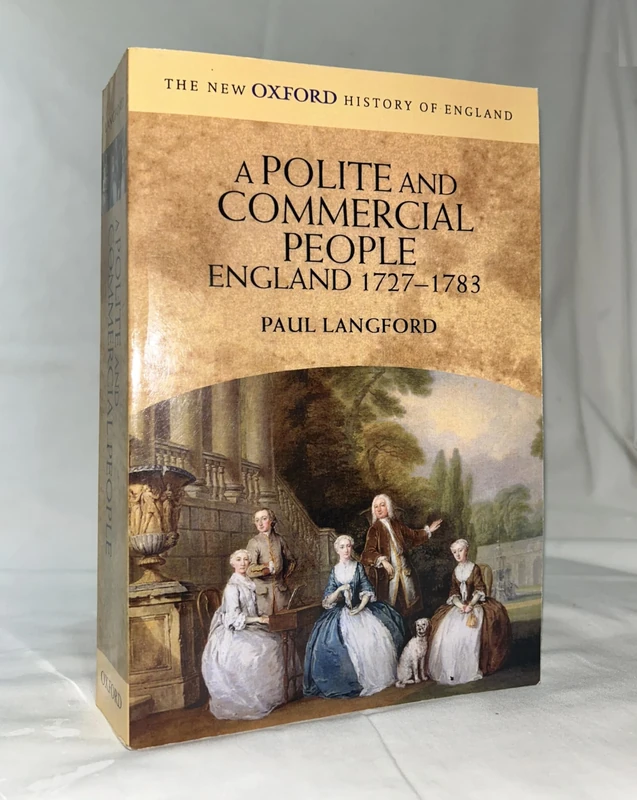 THE NEW OXFORD HISTORY OF ENGLAND
A POLITE AND
COMMERCIAL
PEOPLE
ENGLAND 1727–1783
PAUL LANGFORD
A POLITE AND
COMMERCIAL PEOPLE
OXFORD